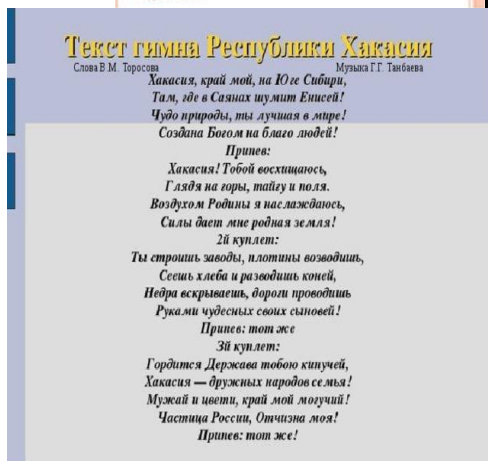 Текст гимна Республики Хакасия
Слова В.М. Торосова Музыка Г.Г. Танбаева
Хакасия, край мой, на Юге Сибири,
Там, где в Саянах шумит Енисей!
Чудо природы, ты лучшая в мире!
Создана Богом на благо людей!
Припев:
Хакасия! Тобой восхищаюсь,
Глядя на горы, тайгу и поля.
Воздухом Родины я наслаждаюсь,
Силы дает мне родная земля!
2й куплет:
Ты строишь заводы, плотины возводишь,
Сеешь хлеба и разводишь коней,
Недра вскрываешь, дороги проводишь
Руками чудесных своих сыновей!
Припев: тот же
3й куплет:
Гордится Держава тобою кипучей,
Хакасия — дружных народов семья!
Мужай и цвети, край мой могучий!
Частица России, Отчизна моя!
Припев: тот же!